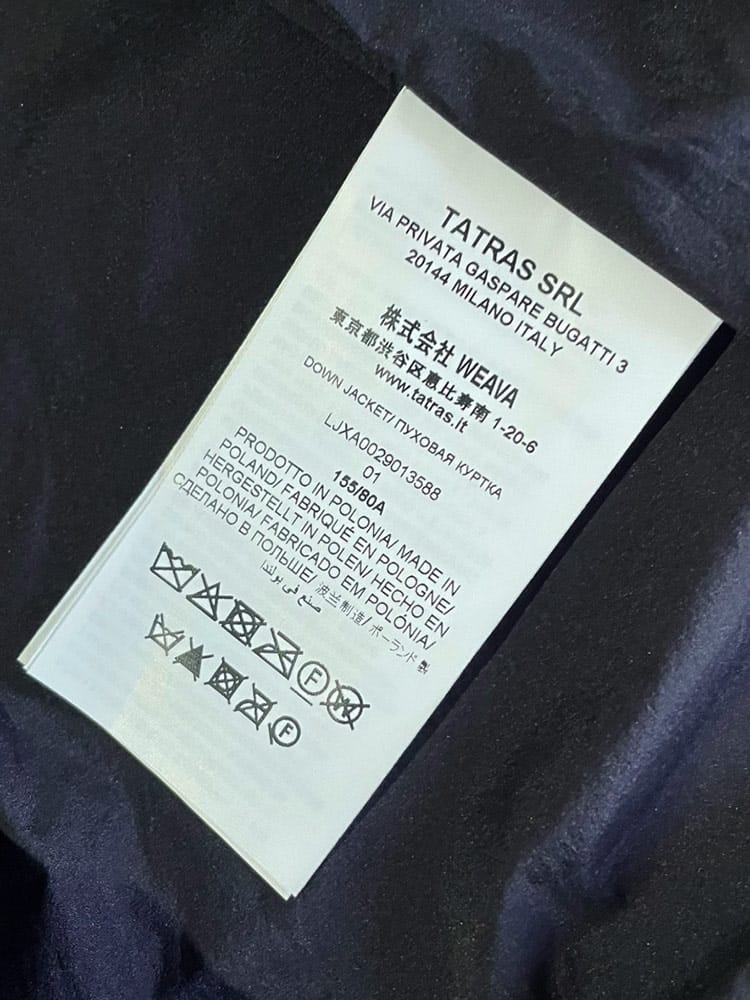 TATRAS SRL
VIA PRIVATA GASPARE BUGATTI 3
20144 MILANO ITALY
株式会社 WEAVA
東京都渋谷区恵比寿南 1-20-6
www.tatras.it
DOWN JACKET/ ПУХОВАЯ КУРТКА
LJXA0029013588
01
155/80A
PRODOTTO IN POLONIA/ MADE IN
POLAND/ FABRIQUÉ EN POLOGNE/
HERGESTELLT IN POLEN/ HECHO EN
POLONIA/ FABRICADO EM POLÓNIA/
СДЕЛАНО В ПОЛЬШЕ/ 波兰制造/ ポーランド製
صنع في بولندا
F W
F